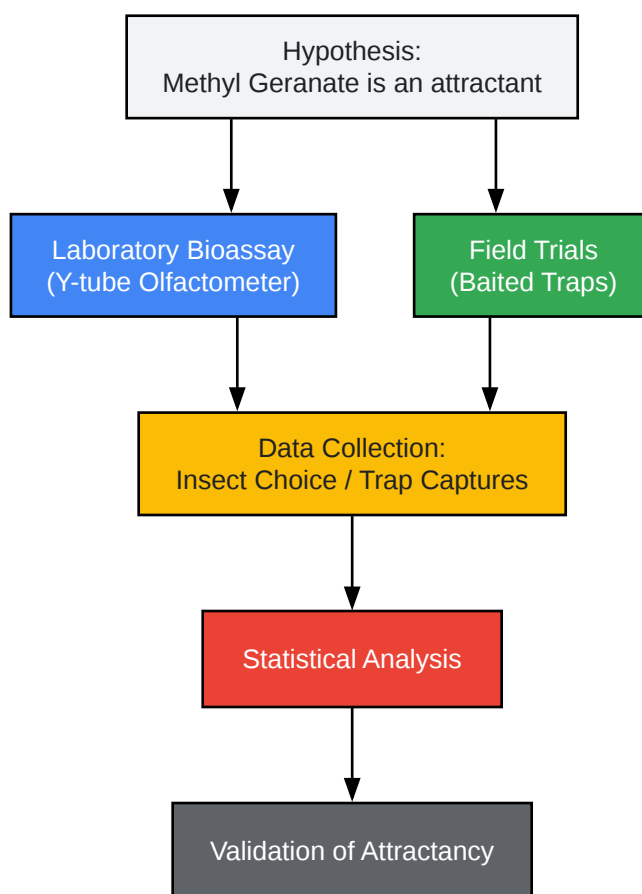 Hypothesis:
Methyl Geranate is an attractant
Laboratory Bioassay
(Y-tube Olfactometer)
Field Trials
(Baited Traps)
Data Collection:
Insect Choice / Trap Captures
Statistical Analysis
Validation of Attractancy